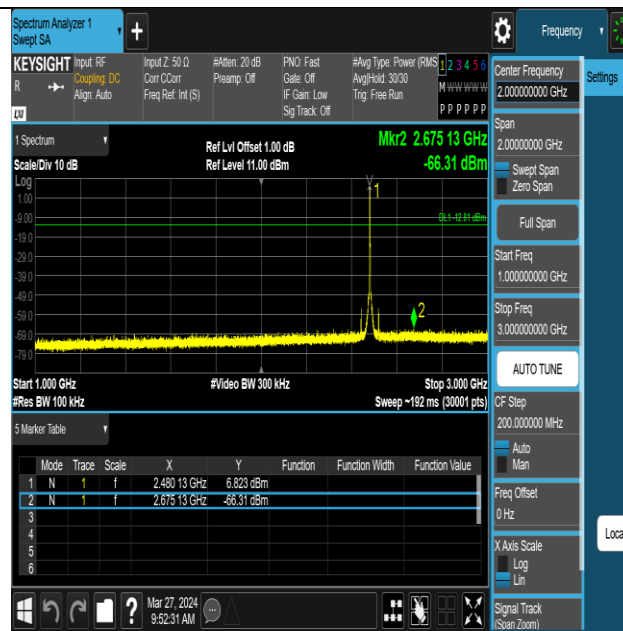 Spectrum Analyzer 1
Swept SA
Frequency
KEYSIGHT
R
LXI
Input: RF
Coupling: DC
Align: Auto
Input Z: 50 Ω
Corr CCorr
Freq Ref: Int (S)
#Atten: 20 dB
Preamp: Off
PNO: Fast
Gate: Off
IF Gain: Low
Sig Track: Off
#Avg Type: Power (RMS
Avg|Hold: 30/30
Trig: Free Run
1 2 3 4 5 6
M W W W W W
P P P P P P
Center Frequency
2.000000000 GHz
Settings
1 Spectrum
Scale/Div 10 dB
Ref Lvl Offset 1.00 dB
Ref Level 11.00 dBm
Mkr2 2.675 13 GHz
-66.31 dBm
Log
1.00
-9.00
-19.0
-29.0
-39.0
-49.0
-59.0
-69.0
-79.0
1
DL1 -12.81 dBm
2
Start 1.000 GHz
#Video BW 300 kHz
Stop 3.000 GHz
#Res BW 100 kHz
Sweep ~192 ms (30001 pts)
Span
2.00000000 GHz
Swept Span
Zero Span
Full Span
Start Freq
1.000000000 GHz
Stop Freq
3.000000000 GHz
AUTO TUNE
CF Step
200.000000 MHz
Auto
Man
Freq Offset
0 Hz
X Axis Scale
Log
Lin
Signal Track
(Span Zoom)
Loca
5 Marker Table
Mode Trace Scale X Y Function Function Width Function Value
1 N 1 f 2.480 13 GHz 6.823 dBm
2 N 1 f 2.675 13 GHz -66.31 dBm
3
4
5
6
?
Mar 27, 2024
9:52:31 AM